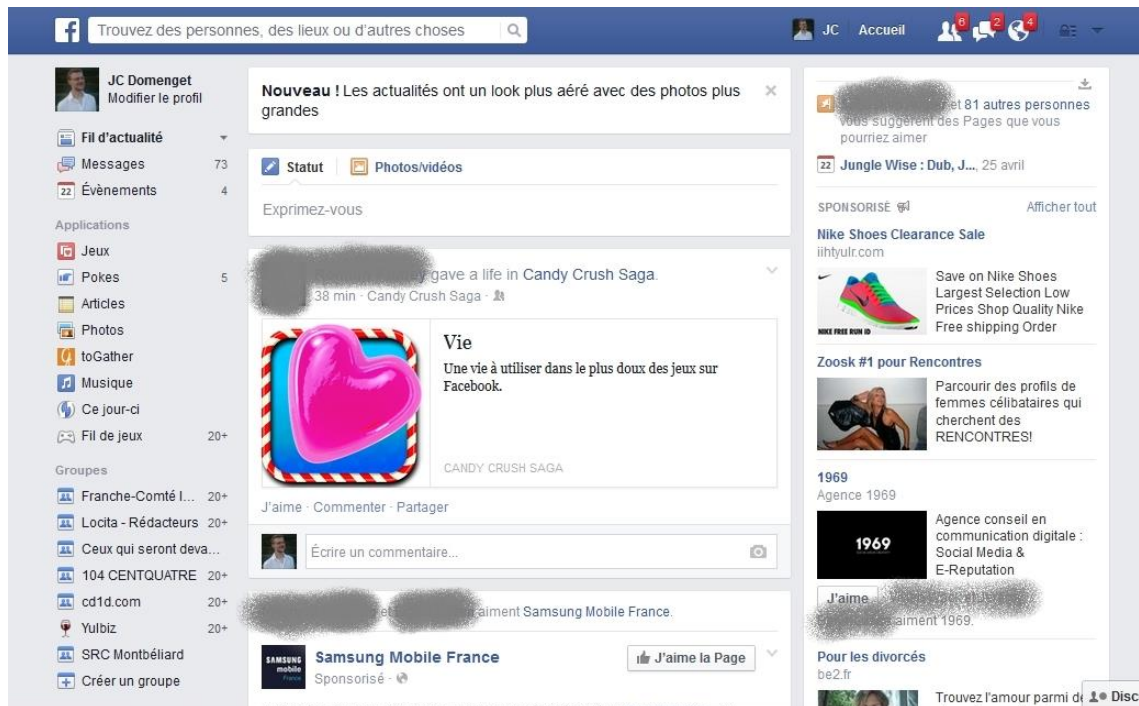 Trouvez des personnes, des lieux ou d'autres choses
JC Accueil 6 2 4
JC Domenget
Modifier le profil
Fil d'actualité
Messages 73
22 Évènements 4
Applications
Jeux
Pokes 5
Articles
Photos
toGather
Musique
Ce jour-ci
Fil de jeux 20+
Groupes
Franche-Comté I... 20+
Locita - Rédacteurs 20+
Ceux qui seront deva...
104 CENTQUATRE 20+
cd1d.com 20+
Yulbiz 20+
SRC Montbéliard
Créer un groupe
Nouveau ! Les actualités ont un look plus aéré avec des photos plus
grandes
Statut Photos/vidéos
Exprimez-vous
gave a life in Candy Crush Saga.
38 min · Candy Crush Saga ·
Vie
Une vie à utiliser dans le plus doux des jeux sur
Facebook.
CANDY CRUSH SAGA
J'aime · Commenter · Partager
Écrire un commentaire...
et aiment Samsung Mobile France.
SAMSUNG
mobile
France
Samsung Mobile France
Sponsorisé ·
J'aime la Page
et 81 autres personnes
vous suggèrent des Pages que vous
pourriez aimer
22 Jungle Wise : Dub, J..., 25 avril
SPONSORISÉ Afficher tout
Nike Shoes Clearance Sale
iihtyulr.com
NIKE FREE RUN ID
Save on Nike Shoes
Largest Selection Low
Prices Shop Quality Nike
Free shipping Order
Zoosk #1 pour Rencontres
Parcourir des profils de
femmes célibataires qui
cherchent des
RENCONTRES!
1969
Agence 1969
1969
Agence conseil en
communication digitale :
Social Media &
E-Reputation
J'aime
aiment 1969.
Pour les divorcés
be2.fr
Trouvez l'amour parmi
Disc